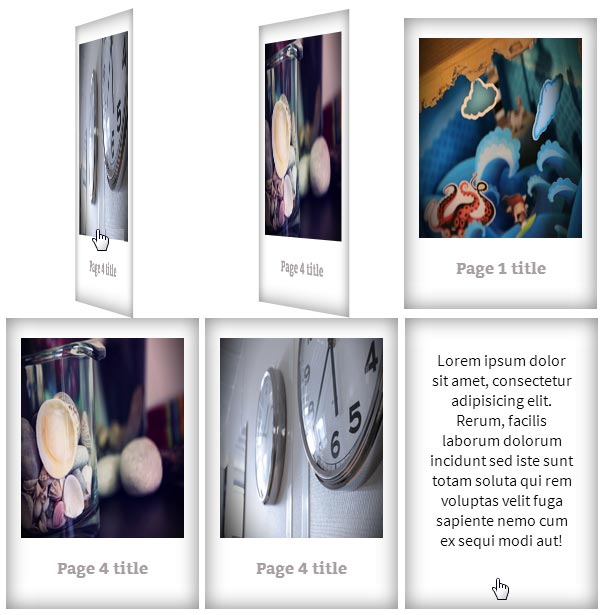 Page 4 title
Page 4 title
Page 1 title
Page 4 title
Page 4 title
Lorem ipsum dolor
sit amet, consectetur
adipisicing elit.
Rerum, facilis
laborum dolorum
incidunt sed iste sunt
totam soluta qui rem
voluptas velit fuga
sapiente nemo cum
ex sequi modi aut!